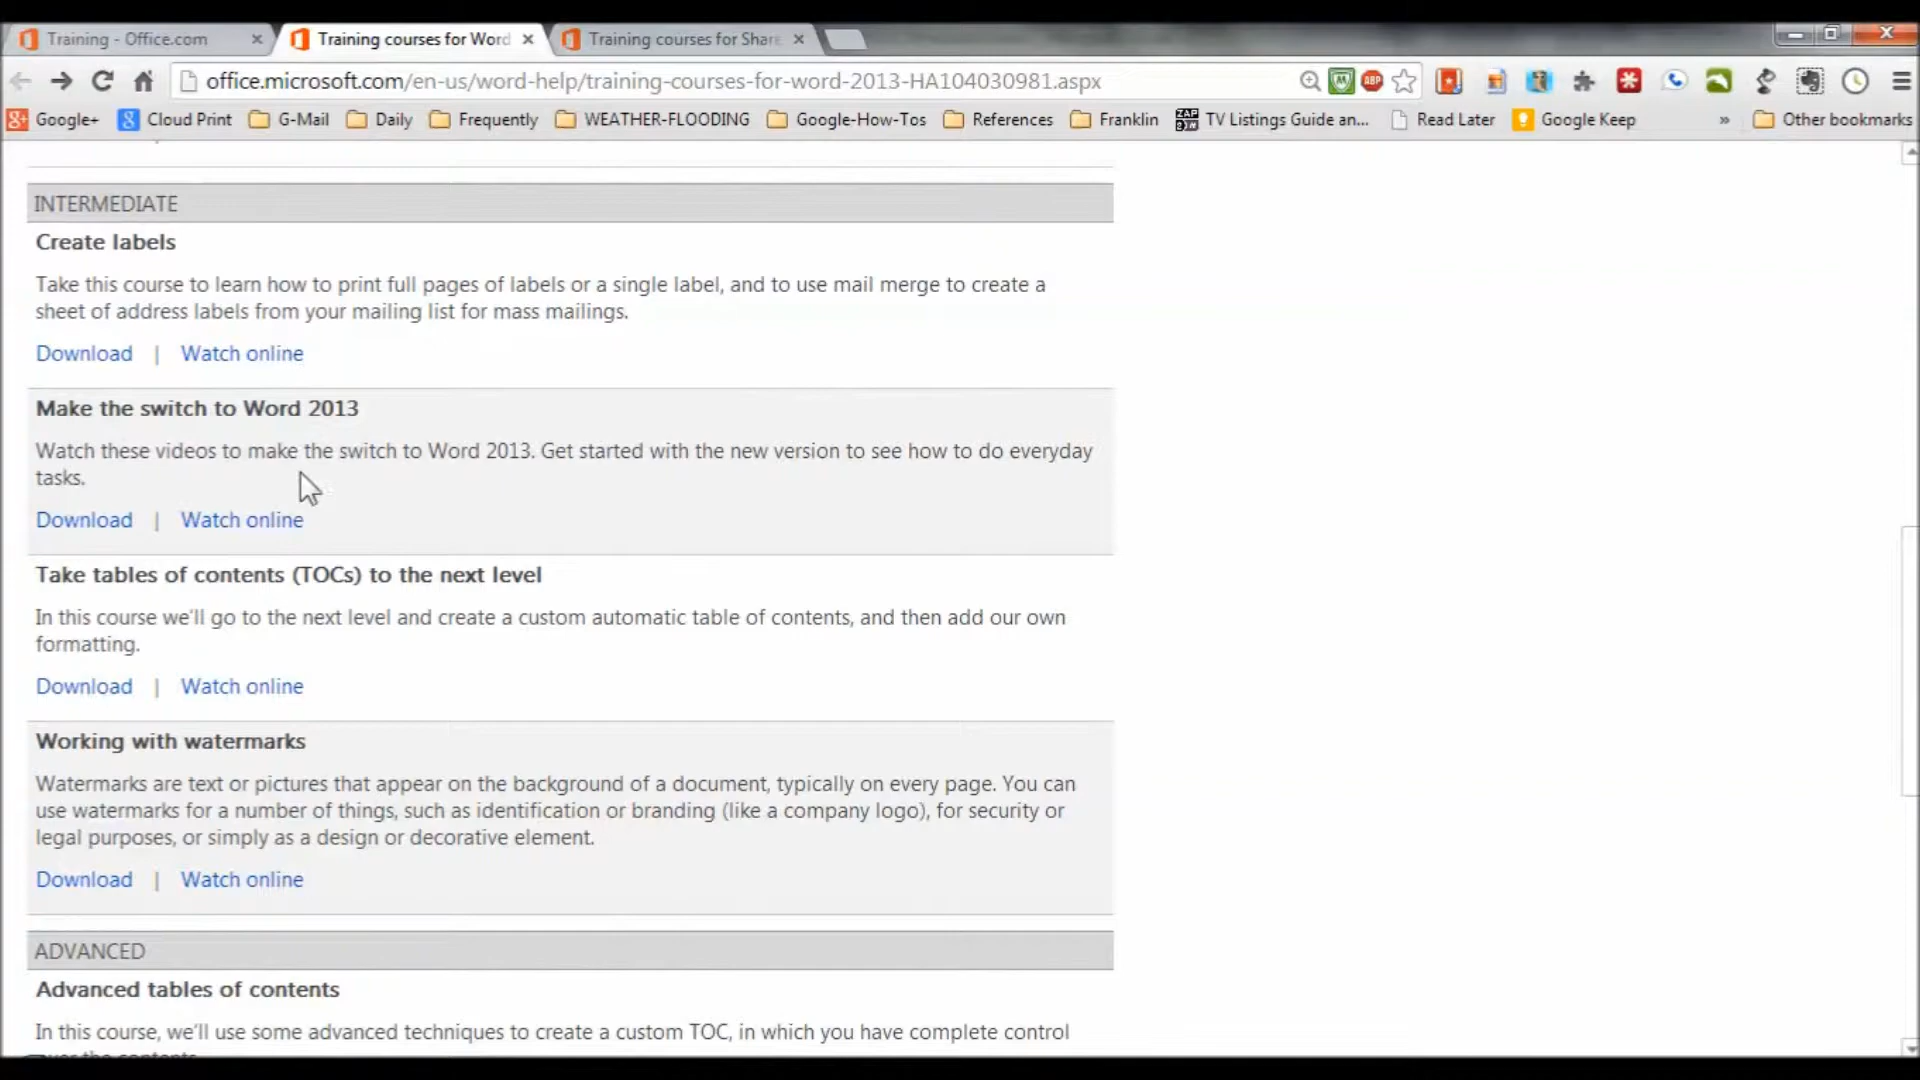 Training - Office.com
Training courses for Word
Training courses for Shar
office.microsoft.com/en-us/word-help/training-courses-for-word-2013-HA104030981.aspx
Google+ Cloud Print G-Mail Daily Frequently WEATHER-FLOODING Google-How-Tos References Franklin TV Listings Guide an... Read Later Google Keep » Other bookmarks
INTERMEDIATE
Create labels
Take this course to learn how to print full pages of labels or a single label, and to use mail merge to create a
sheet of address labels from your mailing list for mass mailings.
Download | Watch online
Make the switch to Word 2013
Watch these videos to make the switch to Word 2013. Get started with the new version to see how to do everyday
tasks.
Download | Watch online
Take tables of contents (TOCs) to the next level
In this course we'll go to the next level and create a custom automatic table of contents, and then add our own
formatting.
Download | Watch online
Working with watermarks
Watermarks are text or pictures that appear on the background of a document, typically on every page. You can
use watermarks for a number of things, such as identification or branding (like a company logo), for security or
legal purposes, or simply as a design or decorative element.
Download | Watch online
ADVANCED
Advanced tables of contents
In this course, we'll use some advanced techniques to create a custom TOC, in which you have complete control